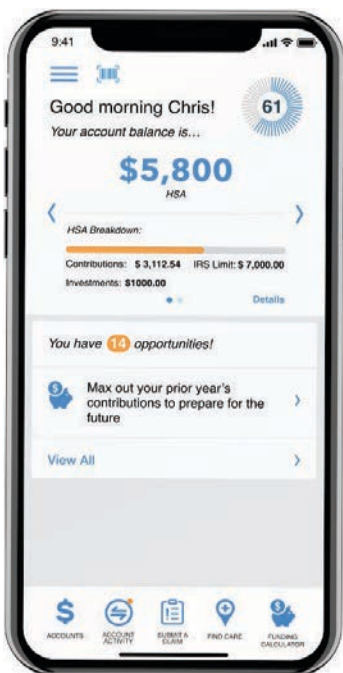 9:41
Good morning Chris!
61
Your account balance is...
$5,800
HSA
HSA Breakdown:
Contributions: $ 3,112.54 IRS Limit: $ 7,000.00
Investments: $1000.00
Details
You have 14 opportunities!
Max out your prior year's
contributions to prepare for the
future
View All
ACCOUNTS
ACCOUNT
ACTIVITY
SUBMIT A
CLAIM
FIND CARE
FUNDING
CALCULATOR